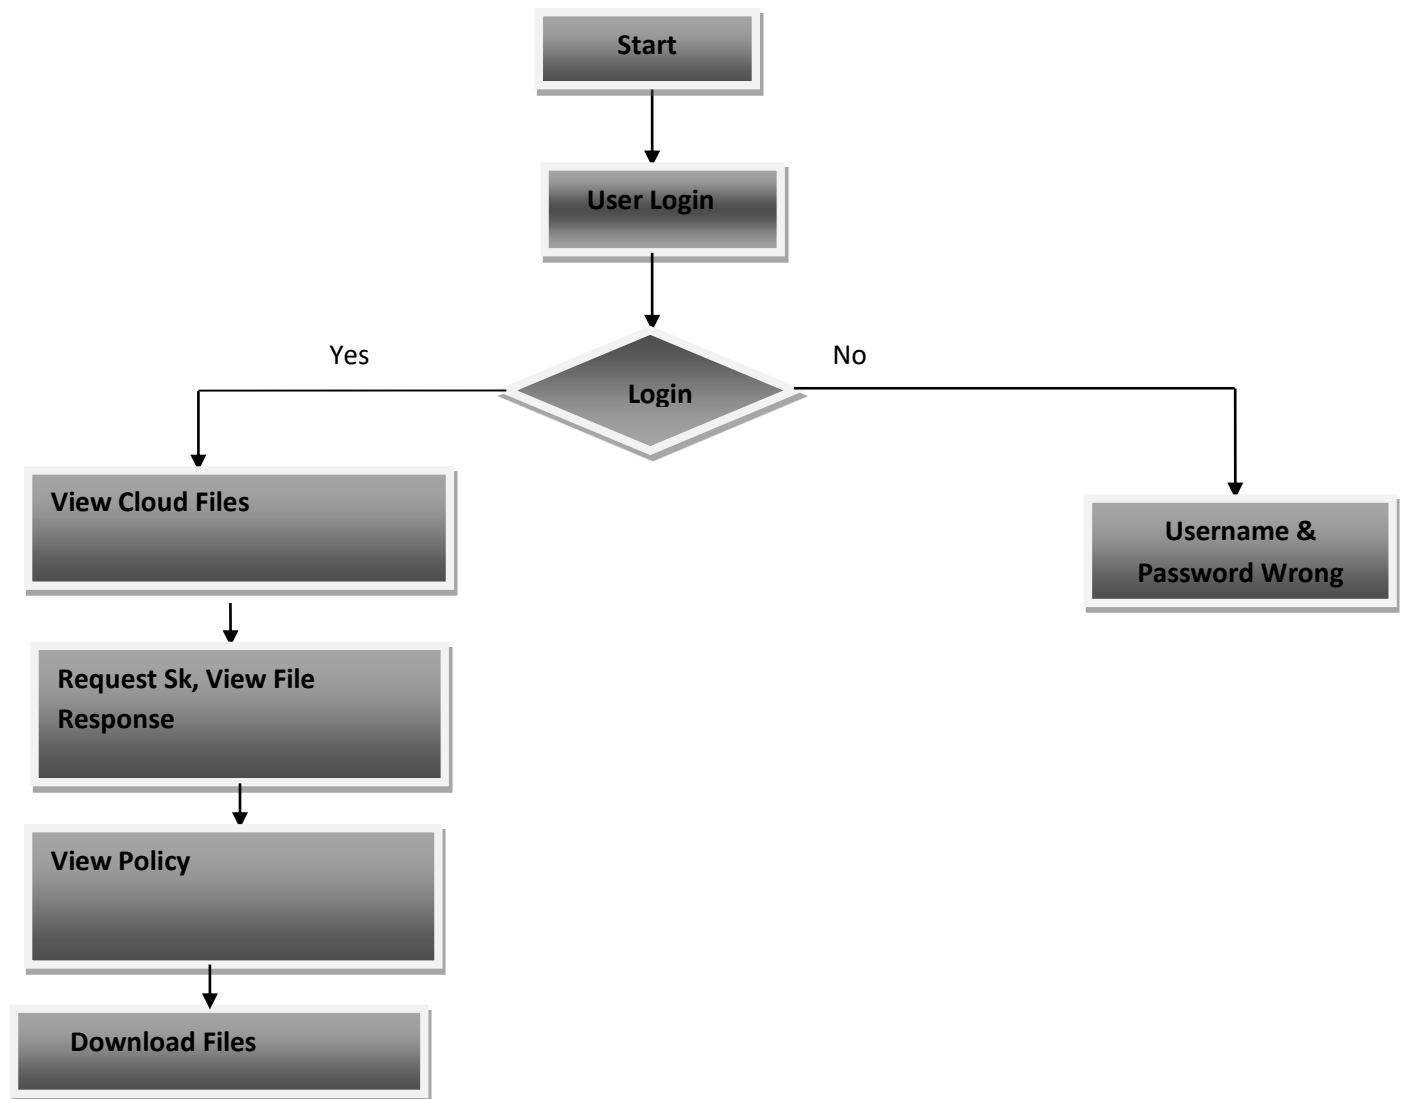 Start
User Login
Yes
No
Login
View Cloud Files
Username &
Password Wrong
Request Sk, View File
Response
View Policy
Download Files